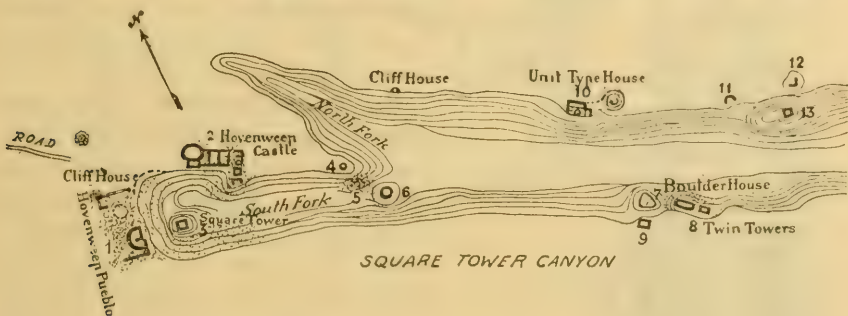 N
12
Cliff House
Unit Type House
10
11
13
North Fork
ROAD
2 Hovenweep
Castle
4
Cliff House
5
6
South Fork
Square Tower
3
7
Boulder House
1
Hovenweep Pueblo
9
8 Twin Towers
SQUARE TOWER CANYON